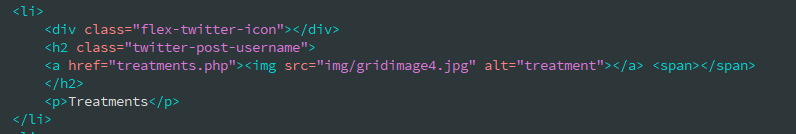 <li>
<div class="flex-twitter-icon"></div>
<h2 class="twitter-post-username">
<a href="treatments.php"><img src="img/gridimage4.jpg" alt="treatment"></a> <span></span>
</h2>
<p>Treatments</p>
</li>